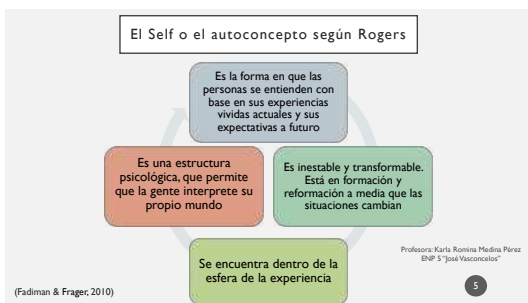 El Self o el autoconcepto según Rogers
Es la forma en que las
personas se entienden con
base en sus experiencias
vividas actuales y sus
expectativas a futuro
Es una estructura
psicológica, que permite
que la gente interprete su
propio mundo
Es inestable y transformable.
Está en formación y
reformación a media que las
situaciones cambian
Se encuentra dentro de la
esfera de la experiencia
Profesora: Karla Romina Medina Pérez
ENP 5 "José Vasconcelos"
(Fadiman & Frager, 2010)
5